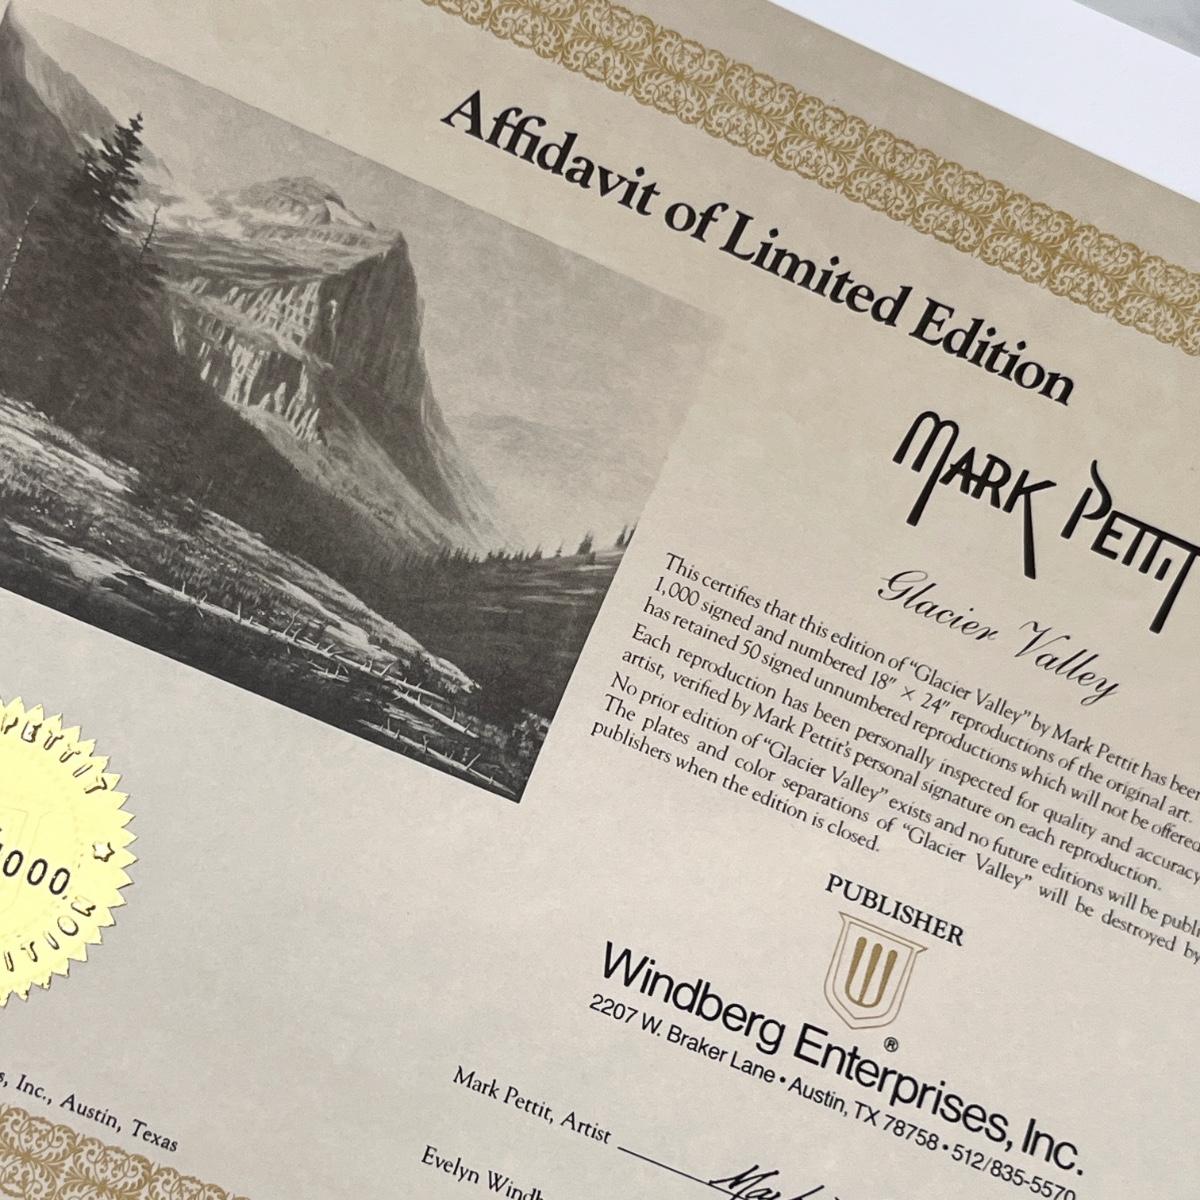 Affidavit of Limited Edition
MARK PETTIT
Glacier Valley
This certifies that this edition of "Glacier Valley" by Mark Pettit has been
1,000 signed and numbered 18" × 24" reproductions of the original art.
has retained 50 signed unnumbered reproductions which will not be offered
Each reproduction has been personally inspected for quality and accuracy
artist, verified by Mark Pettit's personal signature on each reproduction.
No prior edition of "Glacier Valley" exists and no future editions will be
The plates and color separations of "Glacier Valley" will be destroyed by
publishers when the edition is closed.
PETTIT
1000
PUBLISHER
Windberg Enterprises, Inc.
®
2207 W. Braker Lane • Austin, TX 78758 • 512/835-5570
Inc., Austin, Texas
Mark Pettit, Artist
Evelyn